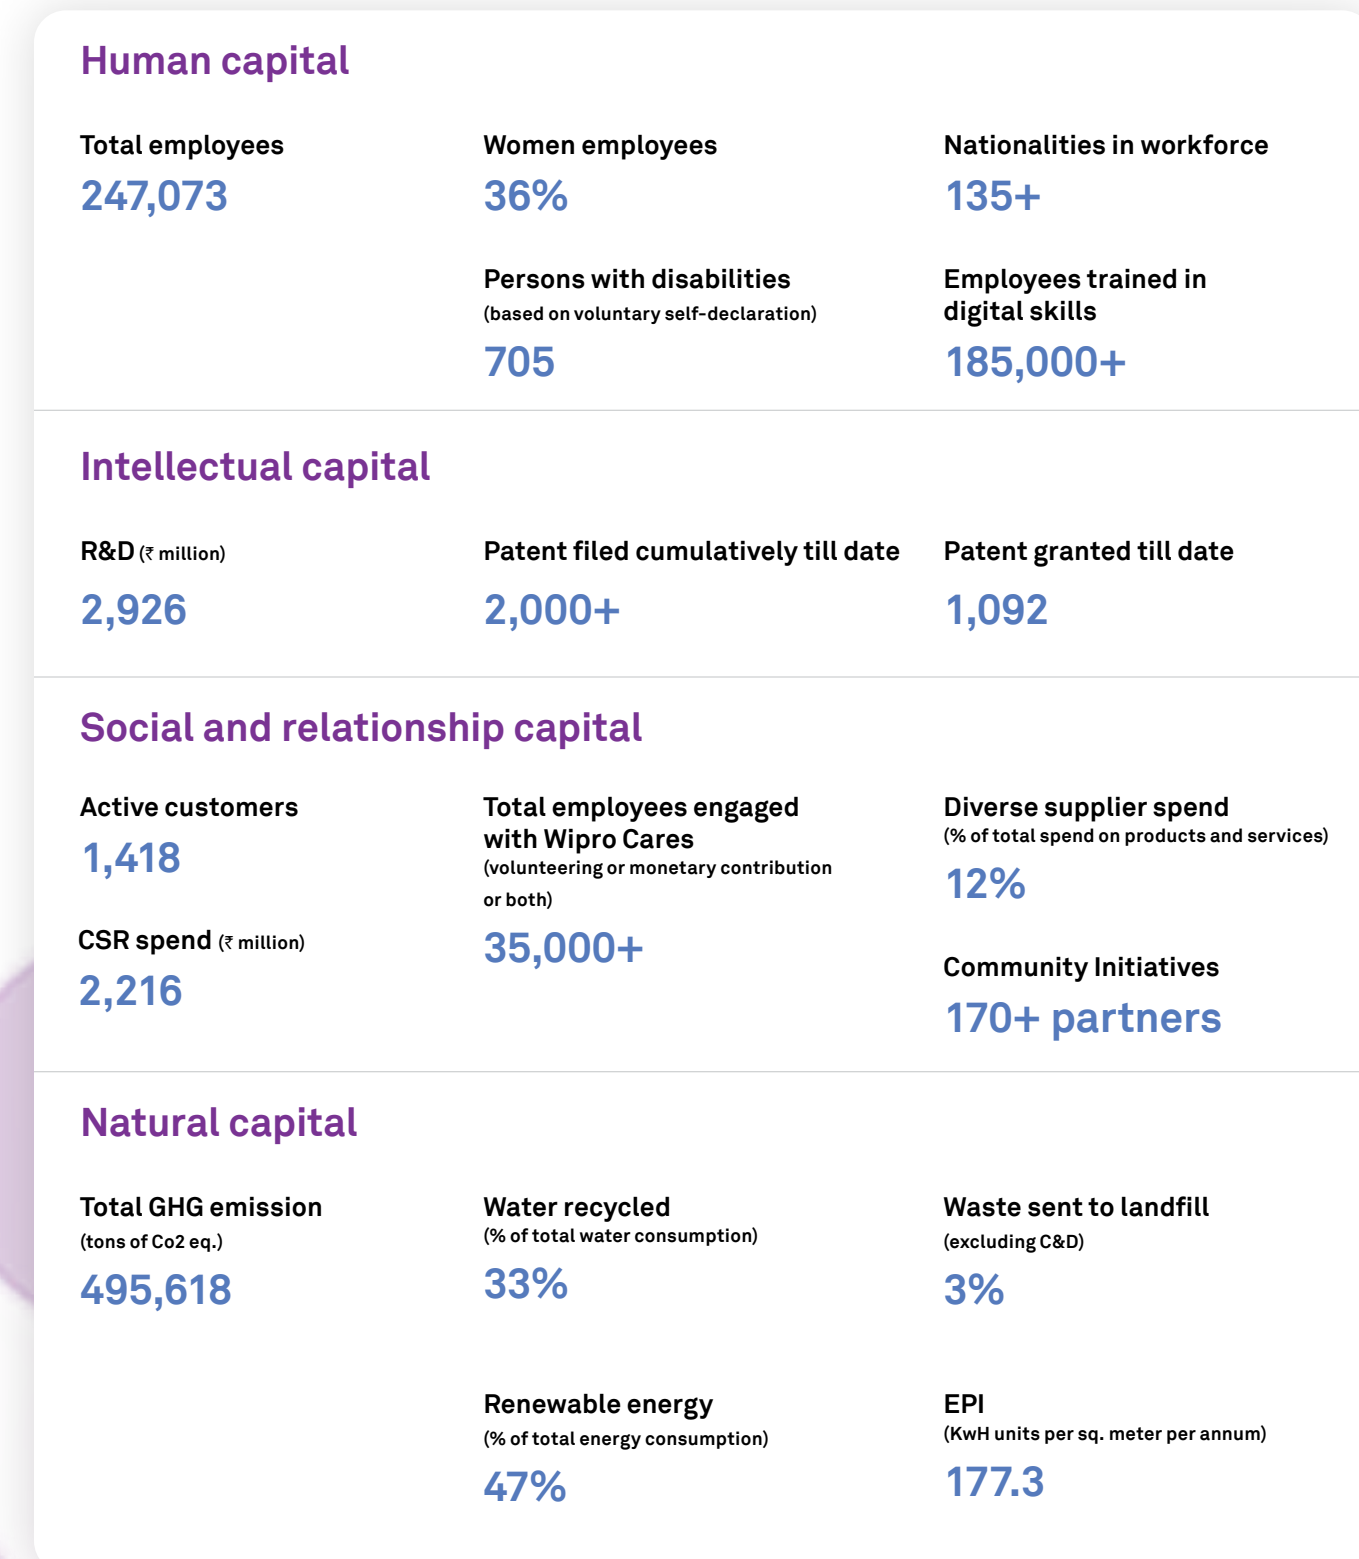 Human capital
Total employees
247,073
Women employees
36%
Nationalities in workforce
135+
Persons with disabilities
(based on voluntary self-declaration)
705
Employees trained in
digital skills
185,000+
Intellectual capital
R&D (₹ million)
2,926
Patent filed cumulatively till date
2,000+
Patent granted till date
1,092
Social and relationship capital
Active customers
1,418
CSR spend (₹ million)
2,216
Total employees engaged
with Wipro Cares
(volunteering or monetary contribution
or both)
35,000+
Diverse supplier spend
(% of total spend on products and services)
12%
Community Initiatives
170+ partners
Natural capital
Total GHG emission
(tons of Co2 eq.)
495,618
Water recycled
(% of total water consumption)
33%
Waste sent to landfill
(excluding C&D)
3%
Renewable energy
(% of total energy consumption)
47%
EPI
(KwH units per sq. meter per annum)
177.3